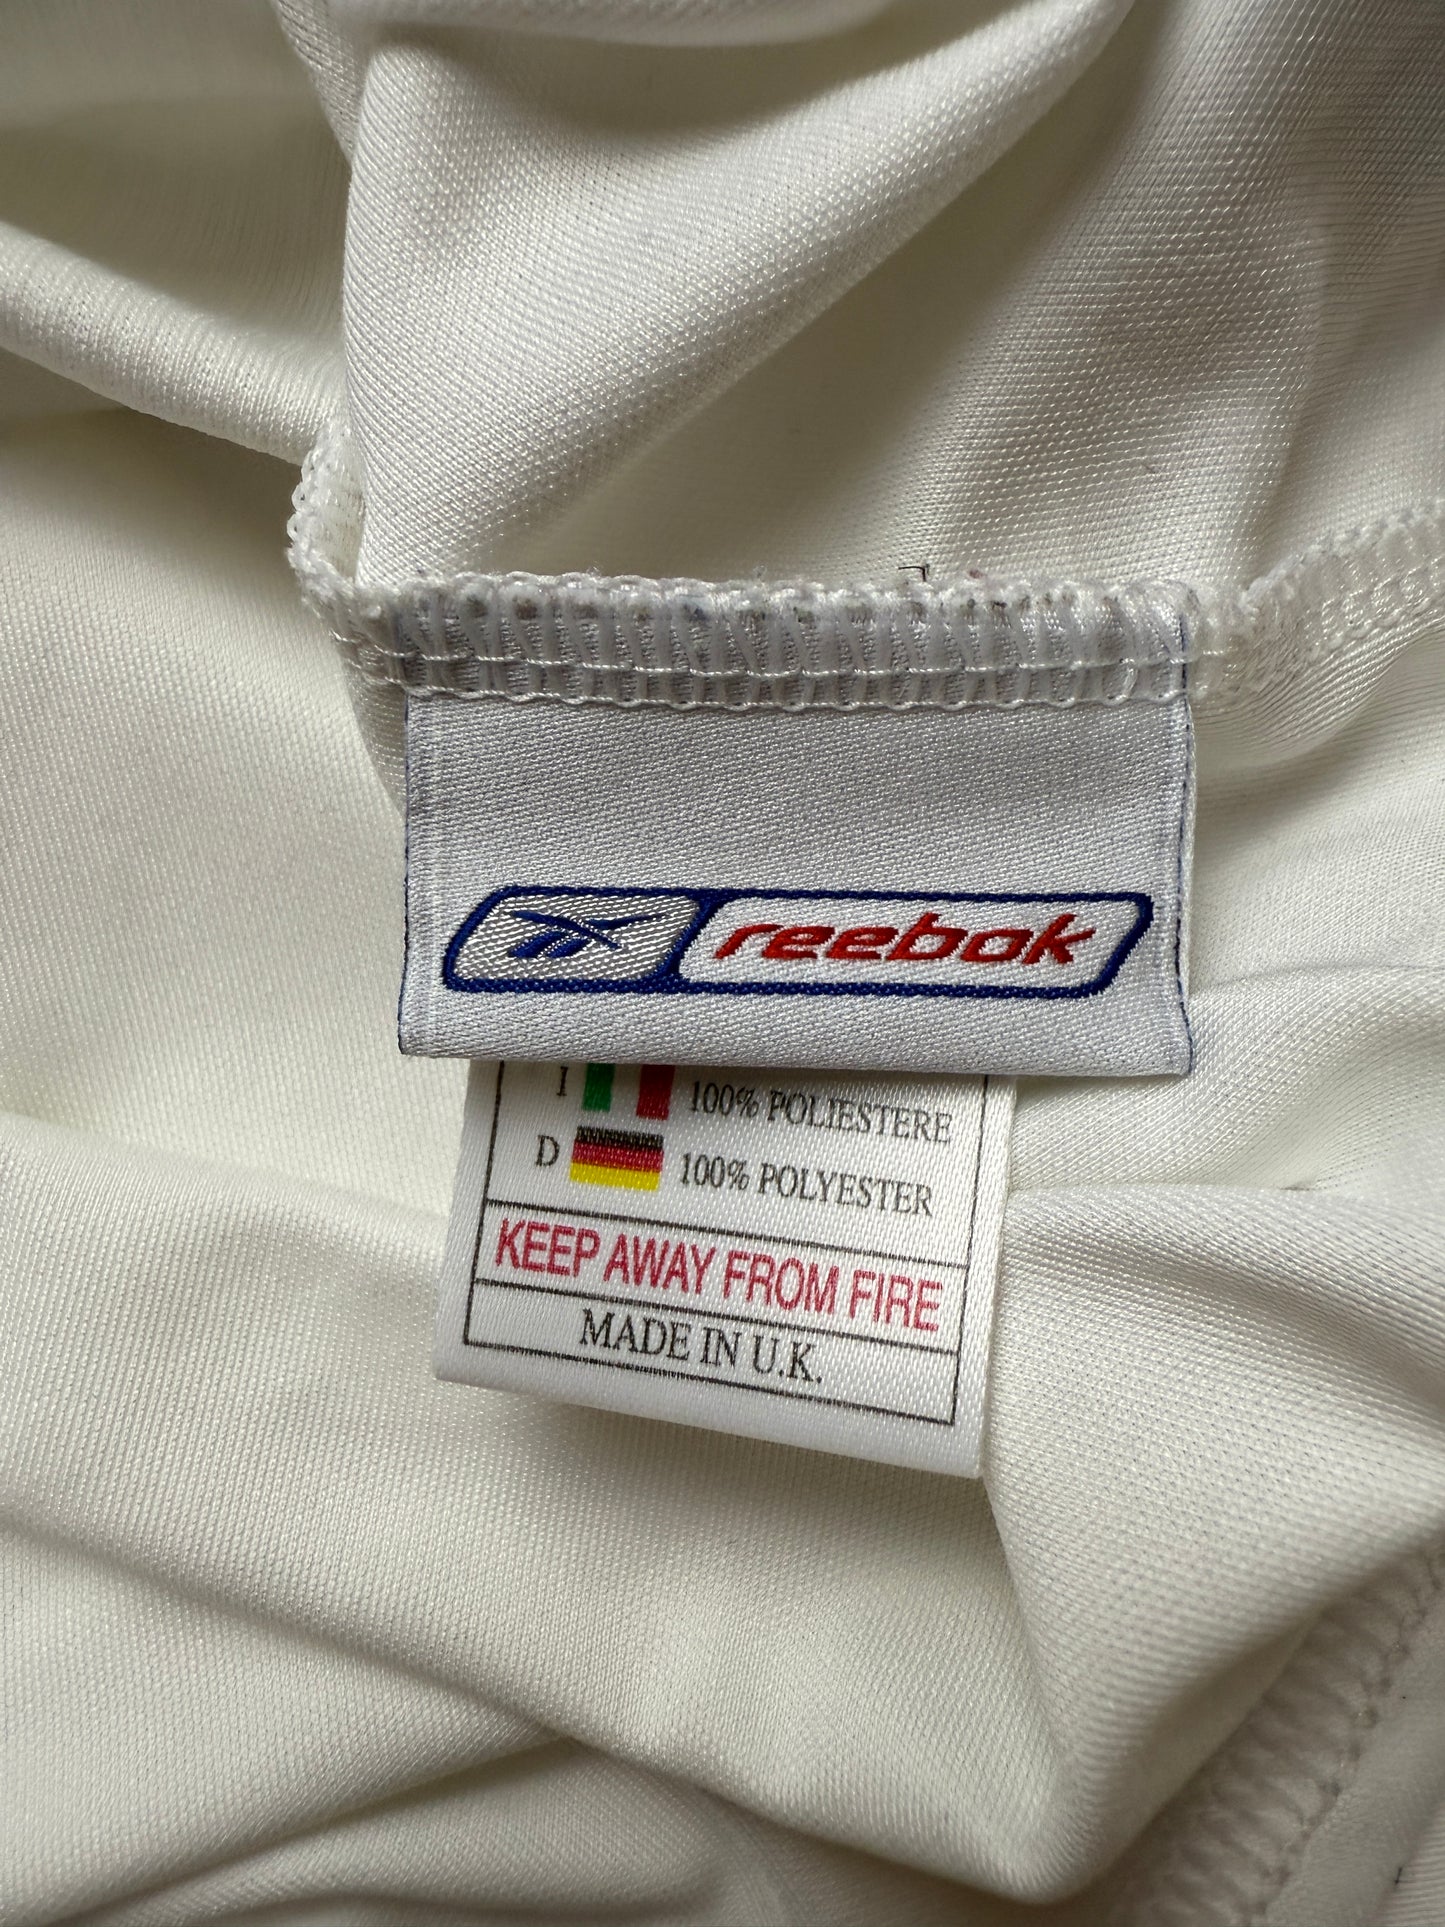 reebok
I 100% POLIESTERE
D 100% POLYESTER
KEEP AWAY FROM FIRE
MADE IN U.K.